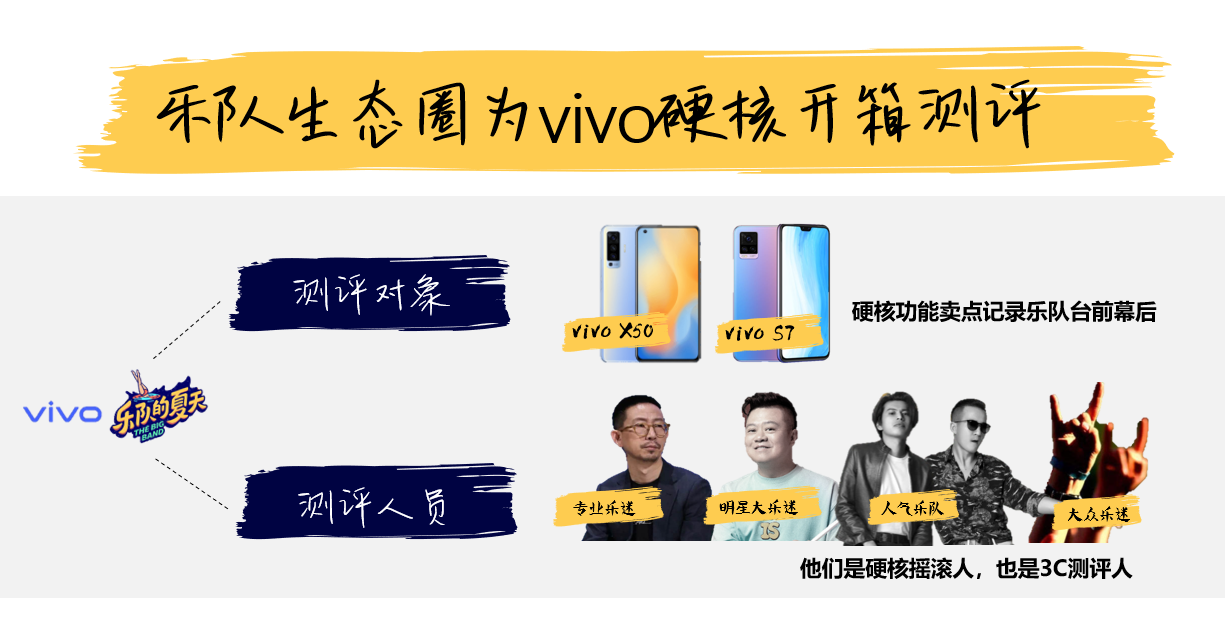 乐队生态圈为vivo硬核开箱测评
测评对象
vivo X50
vivo S7
硬核功能卖点记录乐队台前幕后
vivo
乐队的夏天
THE BIG
BAND
测评人员
专业乐迷
明星大乐迷
人气乐队
大众乐迷
他们是硬核摇滚人，也是3C测评人